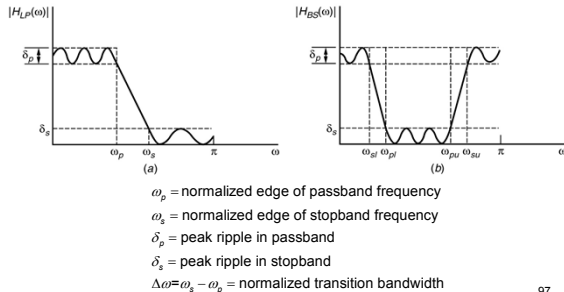 |H_LP(ω)| |H_BS(ω)|
δ_p δ_p
δ_s δ_s
ω_p ω_s π ω ω_sl ω_pl ω_pu ω_su π ω
(a) (b)
ω_p = normalized edge of passband frequency
ω_s = normalized edge of stopband frequency
δ_p = peak ripple in passband
δ_s = peak ripple in stopband
Δω=ω_s − ω_p = normalized transition bandwidth
97